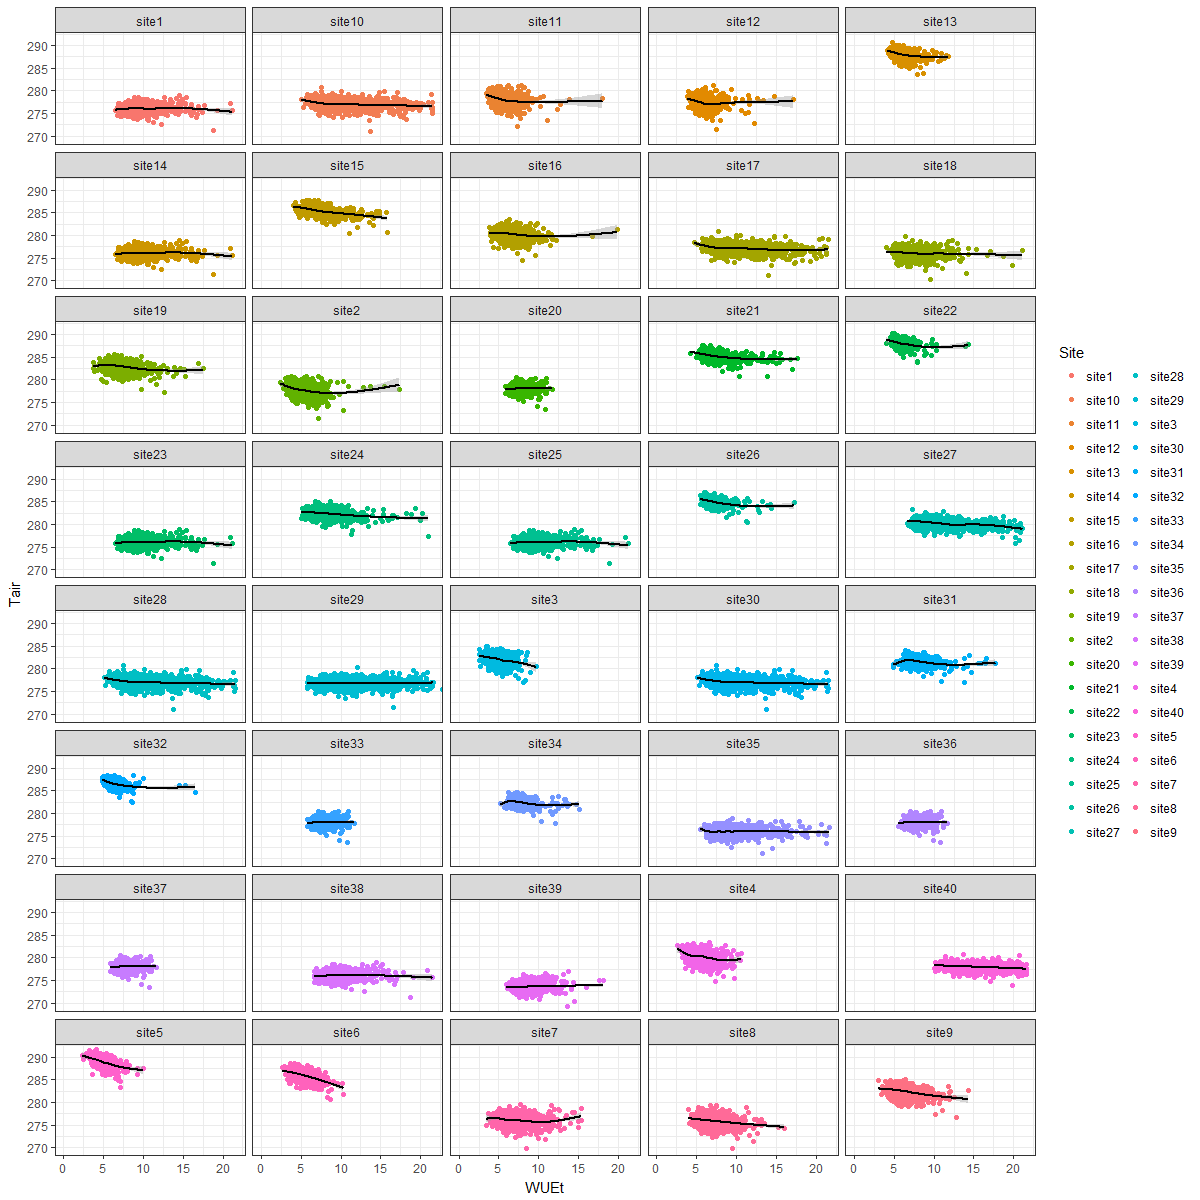 site1 site10 site11 site12 site13
290
285
280
275
270
site14 site15 site16 site17 site18
290
285
280
275
270
site19 site2 site20 site21 site22
290
285
280
275
270
site23 site24 site25 site26 site27
290
285
280
275
270
site28 site29 site3 site30 site31
290
285
280
275
270
site32 site33 site34 site35 site36
290
285
280
275
270
site37 site38 site39 site4 site40
290
285
280
275
270
site5 site6 site7 site8 site9
290
285
280
275
270
0 5 10 15 20 0 5 10 15 20 0 5 10 15 20 0 5 10 15 20 0 5 10 15 20
WUEt
Tair
Site
site1 site28
site10 site29
site11 site3
site12 site30
site13 site31
site14 site32
site15 site33
site16 site34
site17 site35
site18 site36
site19 site37
site2 site38
site20 site39
site21 site4
site22 site40
site23 site5
site24 site6
site25 site7
site26 site8
site27 site9